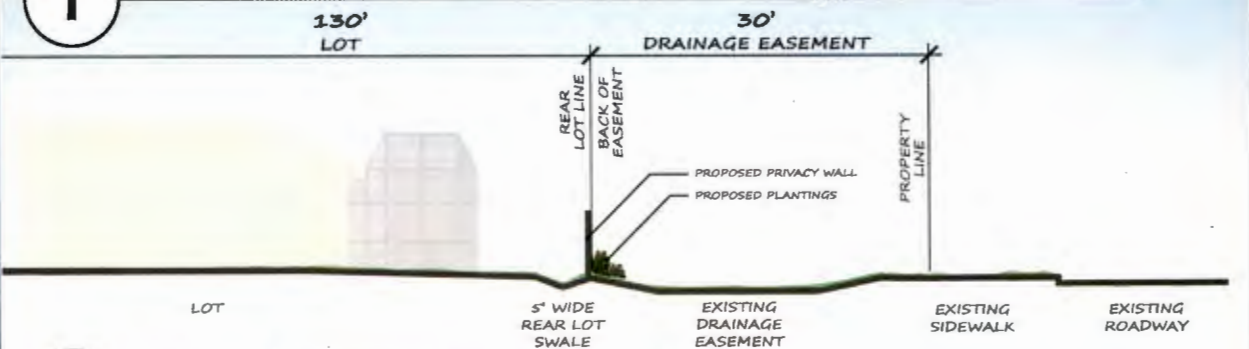 1
130'
LOT
30'
DRAINAGE EASEMENT
REAR
LOT LINE
BACK OF
EASEMENT
PROPERTY
LINE
PROPOSED PRIVACY WALL
PROPOSED PLANTINGS
LOT
5' WIDE
REAR LOT
SWALE
EXISTING
DRAINAGE
EASEMENT
EXISTING
SIDEWALK
EXISTING
ROADWAY